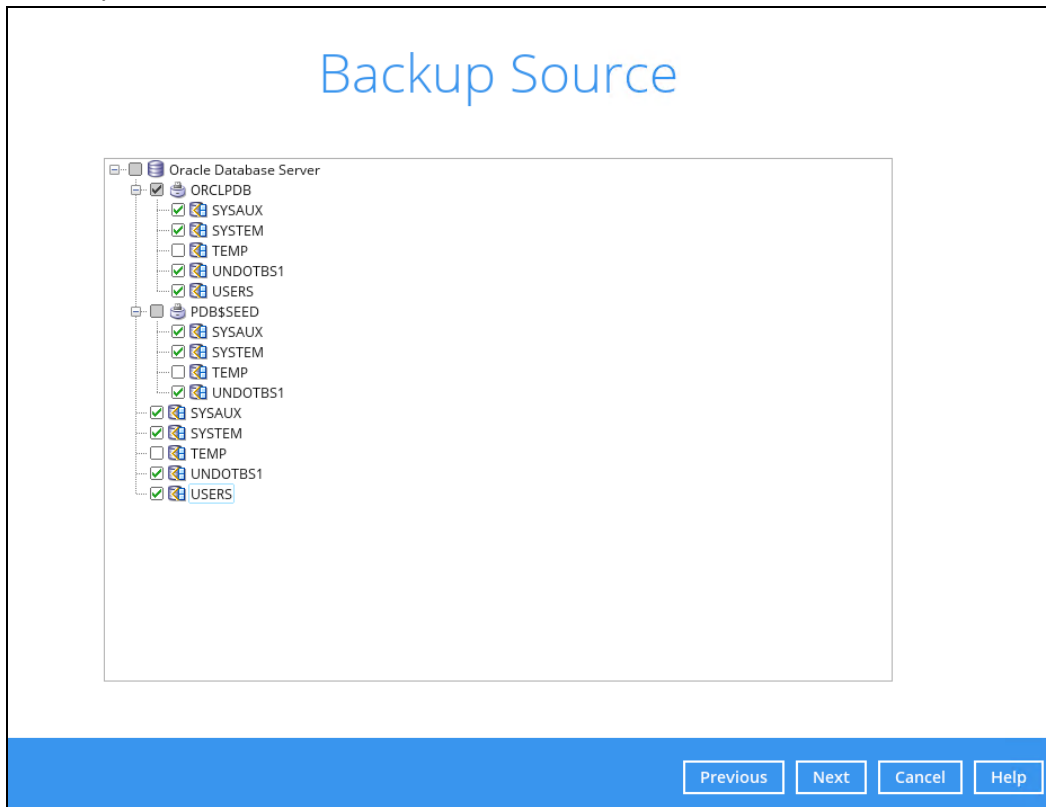 Backup Source
Oracle Database Server
ORCLPDB
SYSAUX
SYSTEM
TEMP
UNDOTBS1
USERS
PDB$SEED
SYSAUX
SYSTEM
TEMP
UNDOTBS1
SYSAUX
SYSTEM
TEMP
UNDOTBS1
USERS
Previous Next Cancel Help